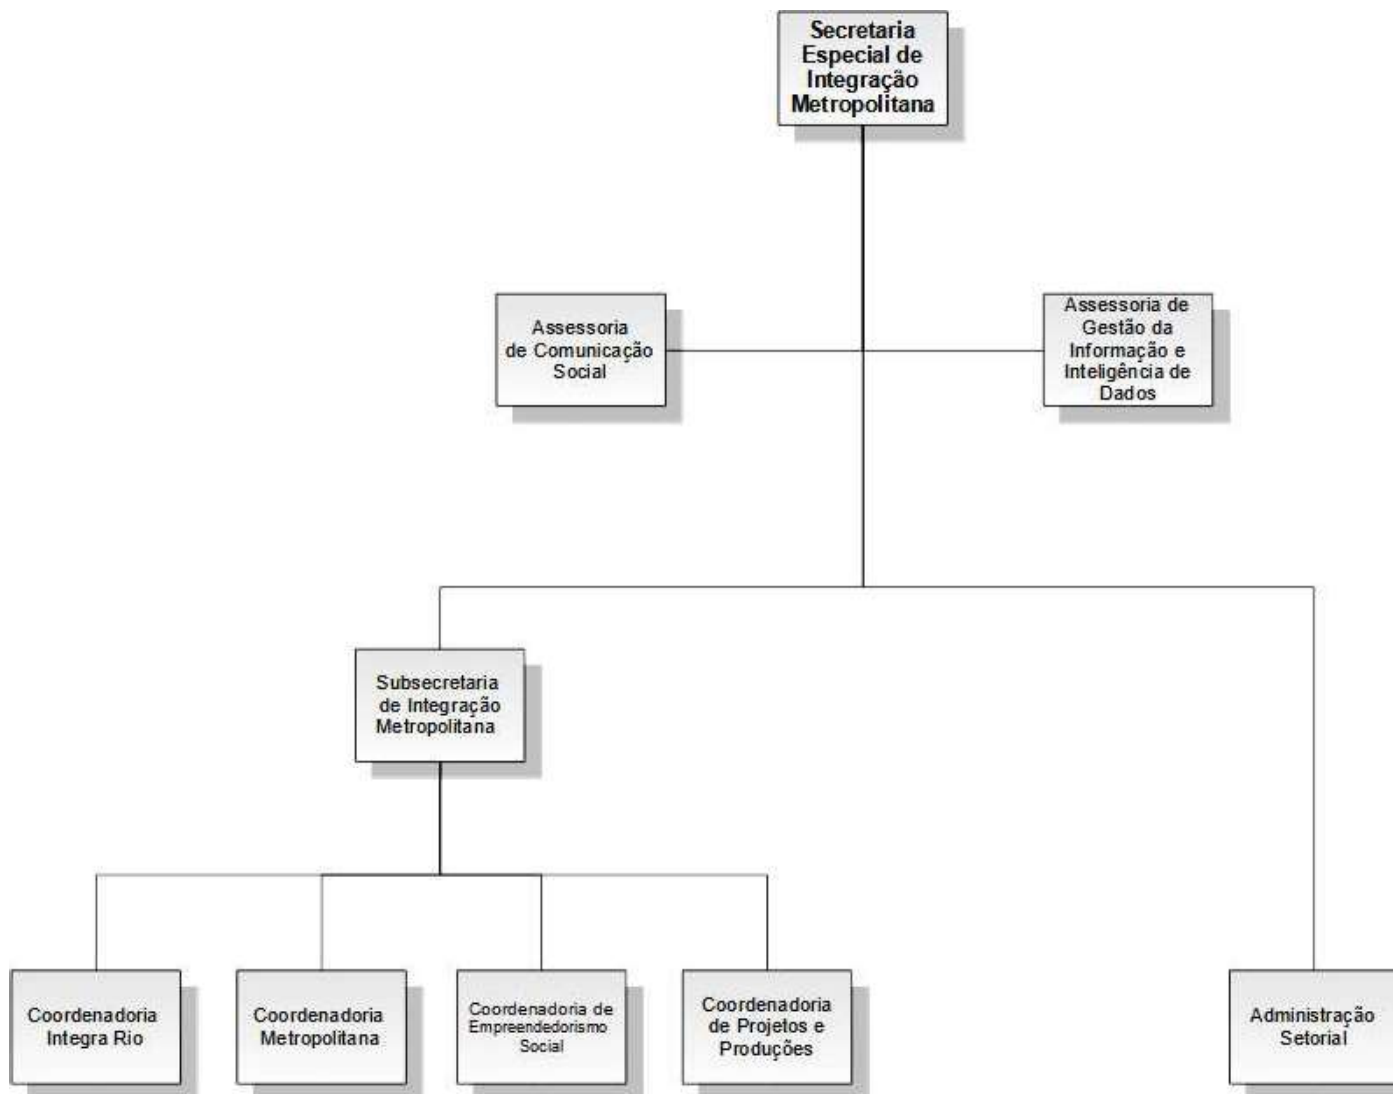 Secretaria
Especial de
Integração
Metropolitana
Assessoria
de Comunicação
Social
Assessoria de
Gestão da
Informação e
Inteligência de
Dados
Subsecretaria
de Integração
Metropolitana
Coordenadoria
Integra Rio
Coordenadoria
Metropolitana
Coordenadoria de
Empreendedorismo
Social
Coordenadoria
de Projetos e
Produções
Administração
Setorial